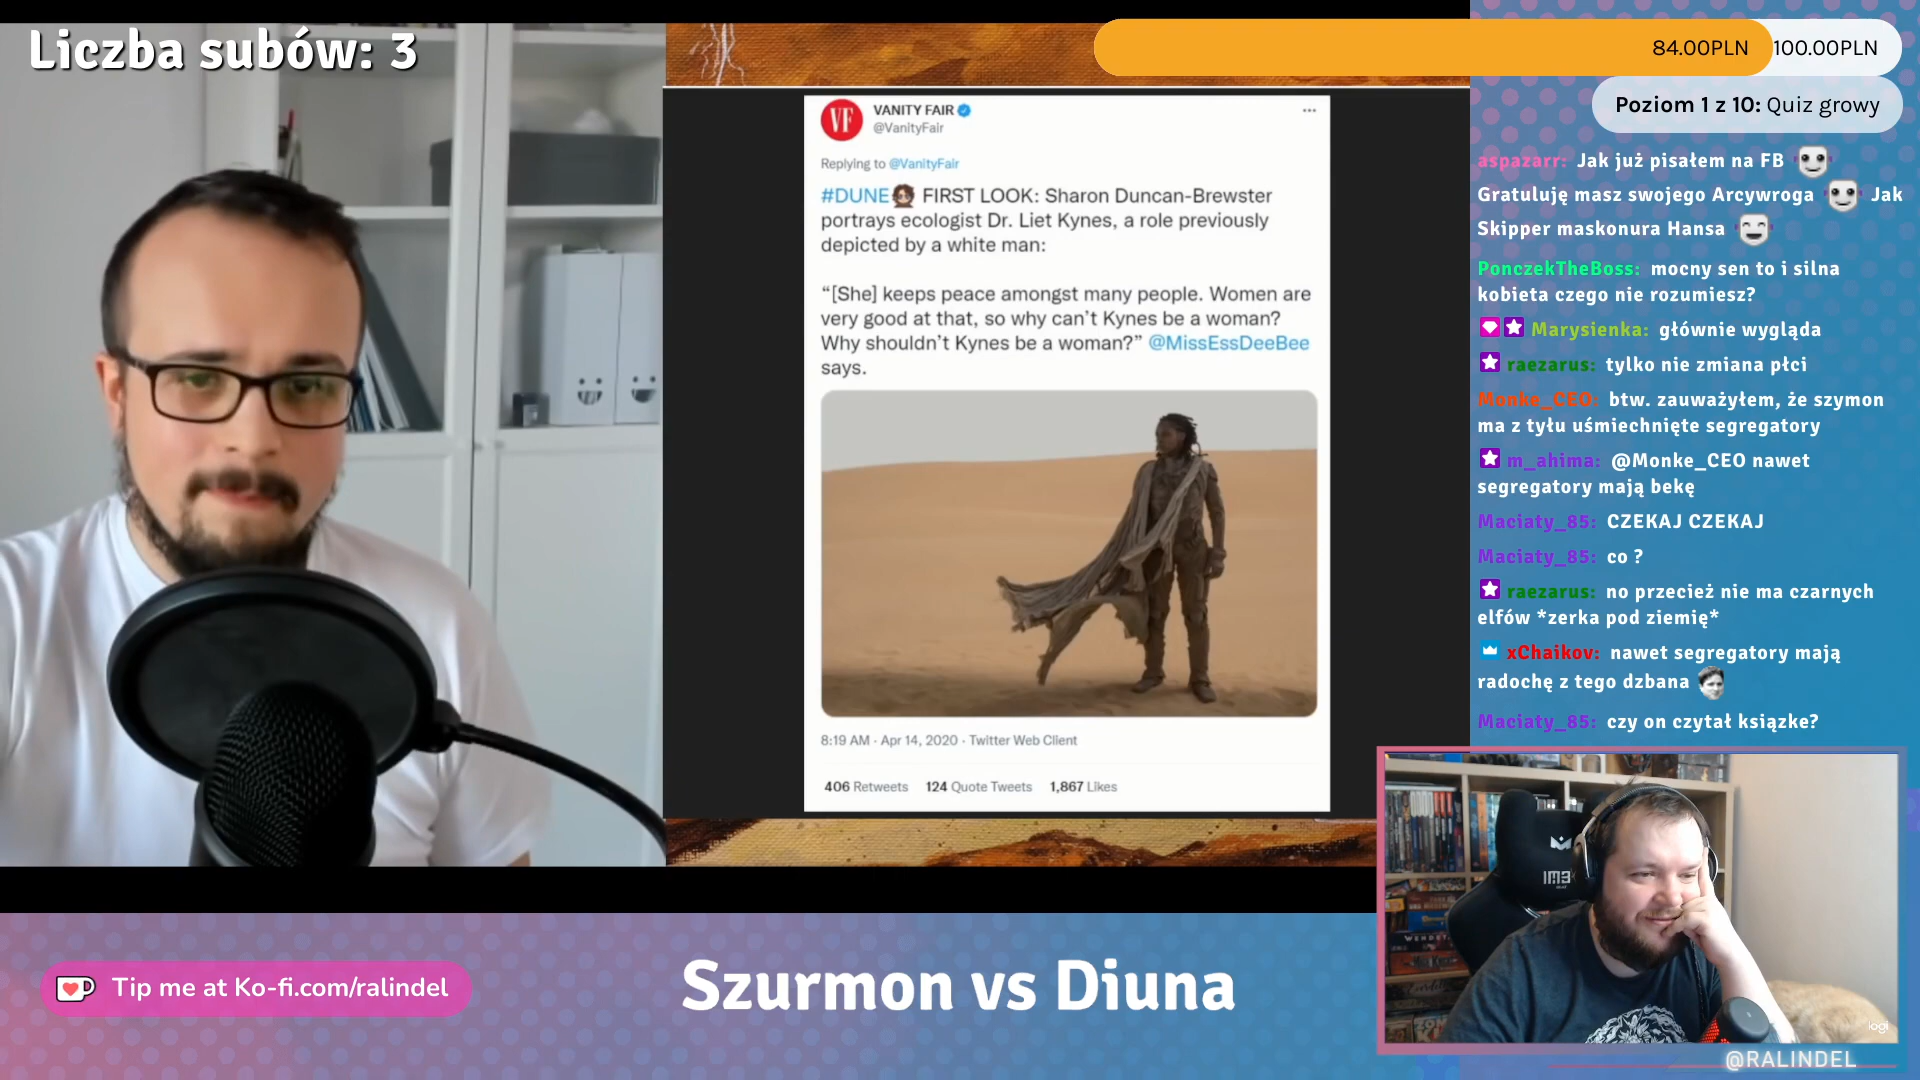 Liczba subów: 3
84.00PLN
100.00PLN
Poziom 1 z 10: Quiz growy
VF
VANITY FAIR
@VanityFair
Replying to @VanityFair
#DUNE FIRST LOOK: Sharon Duncan-Brewster
portrays ecologist Dr. Liet Kynes, a role previously
depicted by a white man:
“[She] keeps peace amongst many people. Women are
very good at that, so why can’t Kynes be a woman?
Why shouldn’t Kynes be a woman?” @MissEssDeeBee
says.
8:19 AM · Apr 14, 2020 · Twitter Web Client
406 Retweets 124 Quote Tweets 1,867 Likes
aspazarr: Jak już pisałem na FB
Gratuluję masz swojego Arcywroga Jak
Skipper maskonura Hansa
PonczekTheBoss: mocny sen to i silna
kobieta czego nie rozumiesz?
Marysienka: głównie wygląda
raezarus: tylko nie zmiana płci
Monke_CEO: btw. zauważyłem, że szymon
ma z tyłu uśmiechnięte segregatory
m_ahima: @Monke_CEO nawet
segregatory mają bekę
Maciaty_85: CZEKAJ CZEKAJ
Maciaty_85: co ?
raezarus: no przecież nie ma czarnych
elfów *zerka pod ziemię*
xChaikov: nawet segregatory mają
radochę z tego dzbana
Maciaty_85: czy on czytał ksiązke?
logi
@RALINDEL
Tip me at Ko-fi.com/ralindel
Szurmon vs Diuna